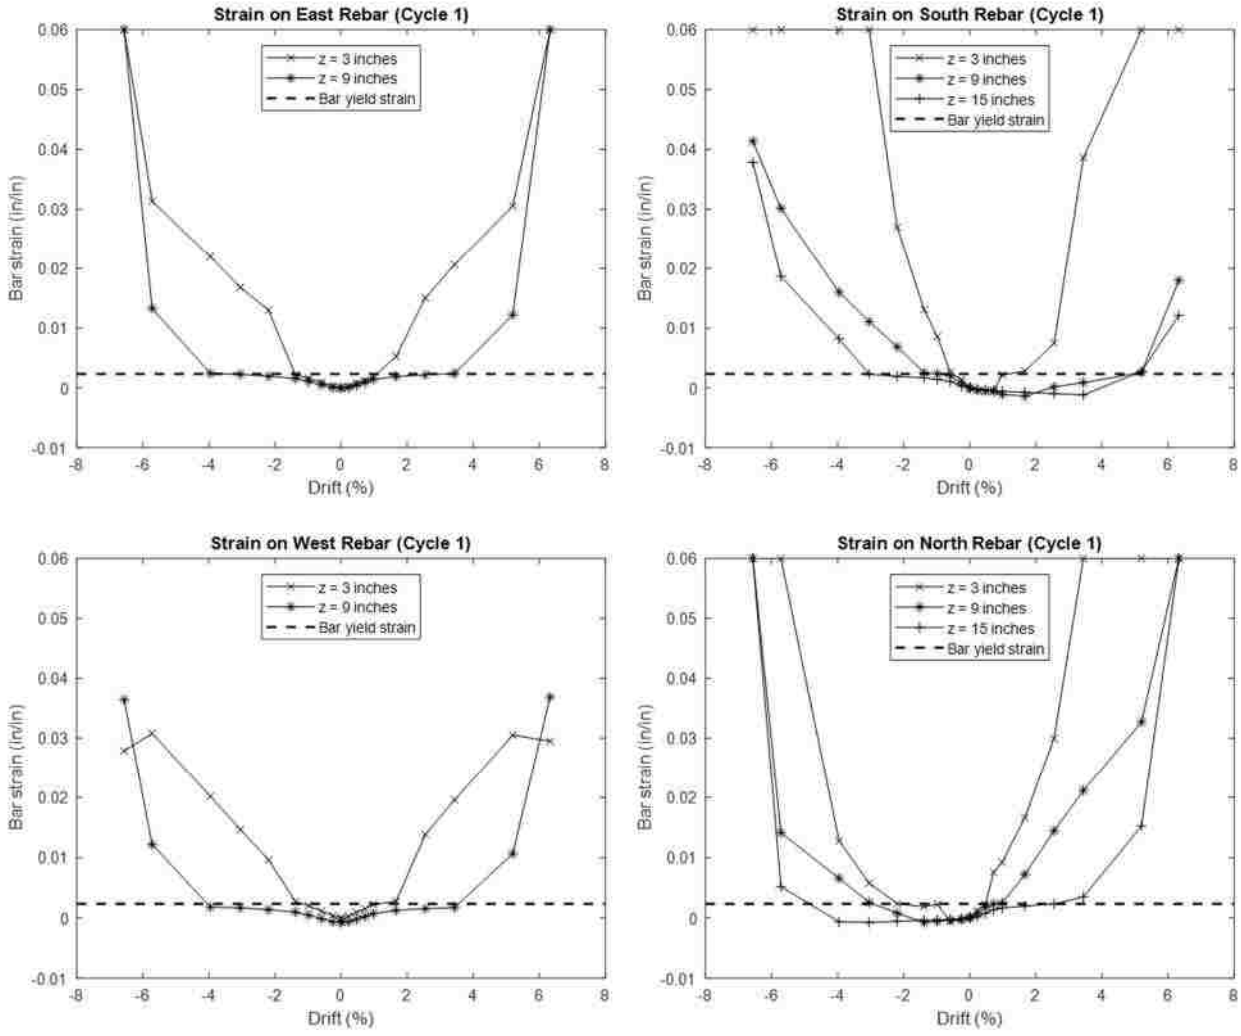 Strain on East Rebar (Cycle 1)
0.06
0.05
0.04
0.03
0.02
0.01
0
-0.01
Bar strain (in/in)
z = 3 inches
z = 9 inches
Bar yield strain
-8 -6 -4 -2 0 2 4 6 8
Drift (%)
Strain on South Rebar (Cycle 1)
0.06
0.05
0.04
0.03
0.02
0.01
0
-0.01
Bar strain (in/in)
z = 3 inches
z = 9 inches
z = 15 inches
Bar yield strain
-8 -6 -4 -2 0 2 4 6 8
Drift (%)
Strain on West Rebar (Cycle 1)
0.06
0.05
0.04
0.03
0.02
0.01
0
-0.01
Bar strain (in/in)
z = 3 inches
z = 9 inches
Bar yield strain
-8 -6 -4 -2 0 2 4 6 8
Drift (%)
Strain on North Rebar (Cycle 1)
0.06
0.05
0.04
0.03
0.02
0.01
0
-0.01
Bar strain (in/in)
z = 3 inches
z = 9 inches
z = 15 inches
Bar yield strain
-8 -6 -4 -2 0 2 4 6 8
Drift (%)